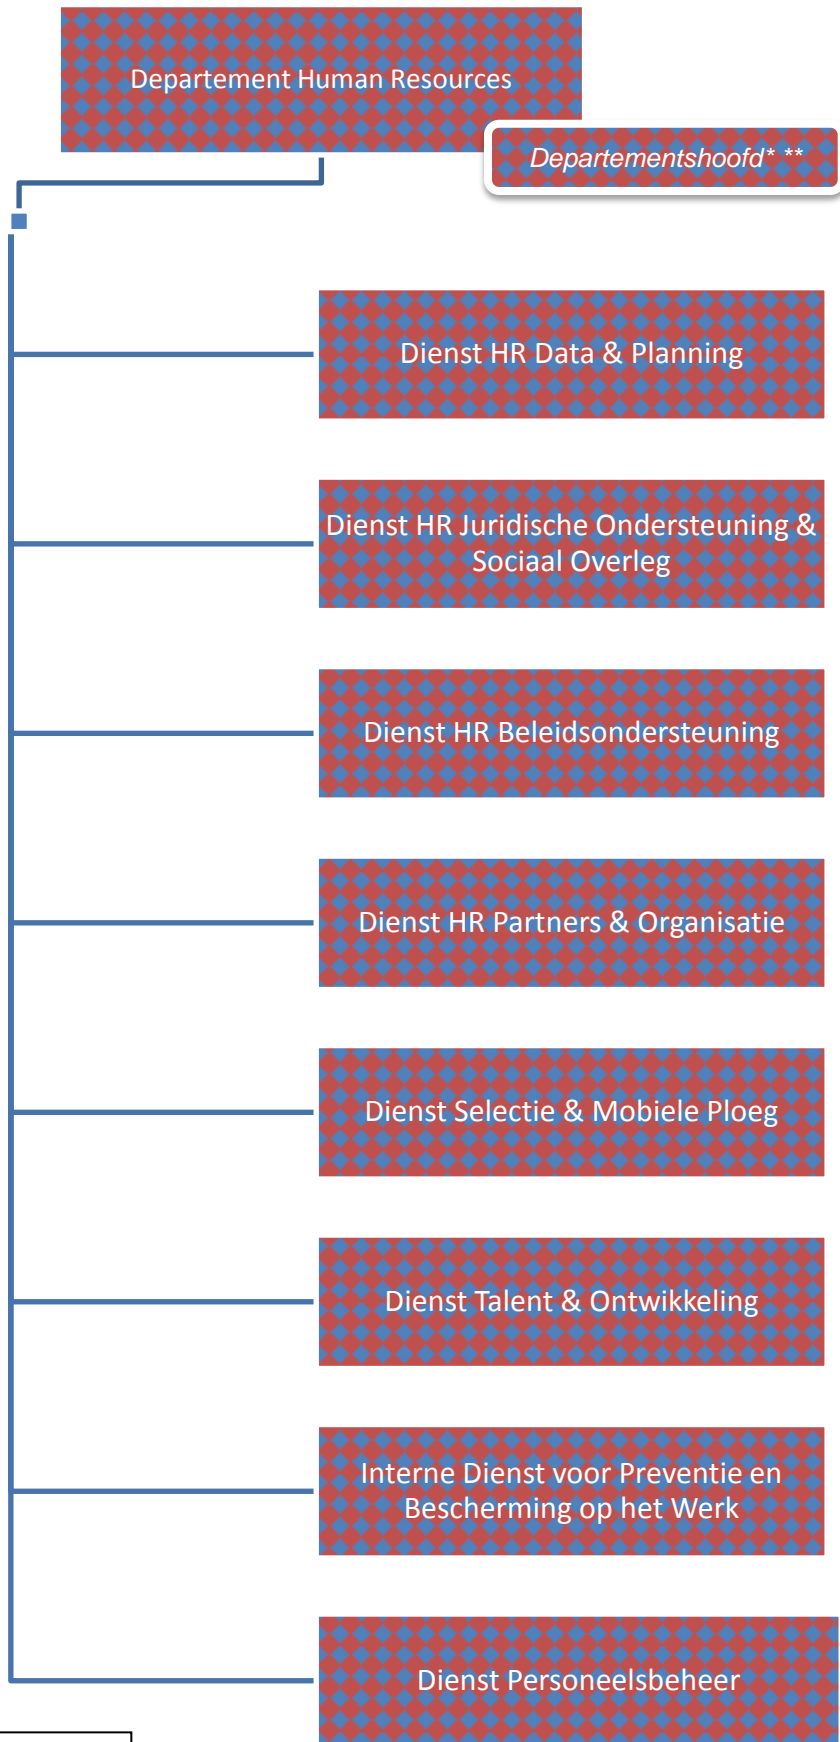 Departement Human Resources
Departementshoofd* **
Dienst HR Data & Planning
Dienst HR Juridische Ondersteuning &
Sociaal Overleg
Dienst HR Beleidsondersteuning
Dienst HR Partners & Organisatie
Dienst Selectie & Mobiele Ploeg
Dienst Talent & Ontwikkeling
Interne Dienst voor Preventie en
Bescherming op het Werk
Dienst Personeelsbeheer